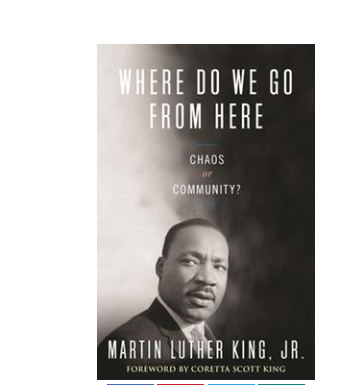 WHERE DO WE GO
FROM HERE
CHAOS
or
COMMUNITY?
MARTIN LUTHER KING, JR.
FOREWORD BY CORETTA SCOTT KING